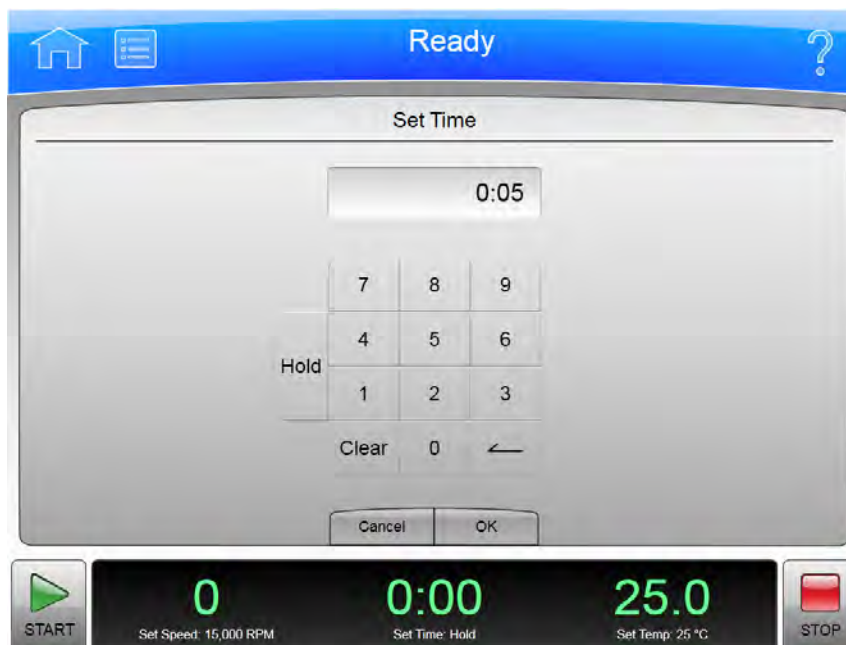 Ready
Set Time
0:05
7 8 9
4 5 6
Hold
1 2 3
Clear 0
Cancel OK
0 0:00 25.0
START Set Speed: 15,000 RPM Set Time: Hold Set Temp: 25 °C STOP